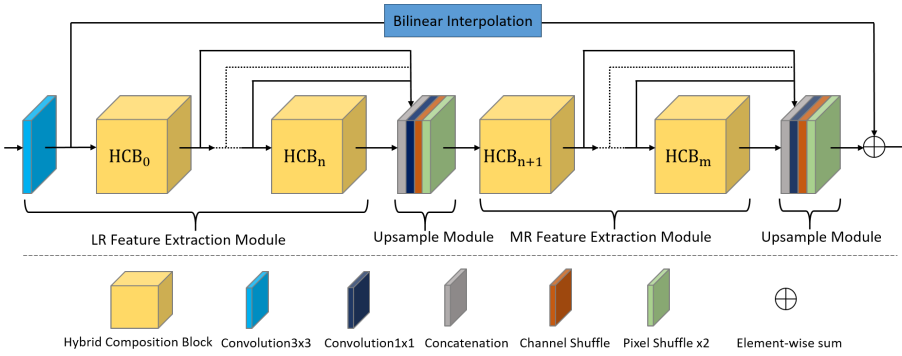 Bilinear Interpolation
HCB0
HCBn
HCBn+1
HCBm
LR Feature Extraction Module
Upsample Module
MR Feature Extraction Module
Upsample Module
Hybrid Composition Block
Convolution3x3
Convolution1x1
Concatenation
Channel Shuffle
Pixel Shuffle x2
Element-wise sum